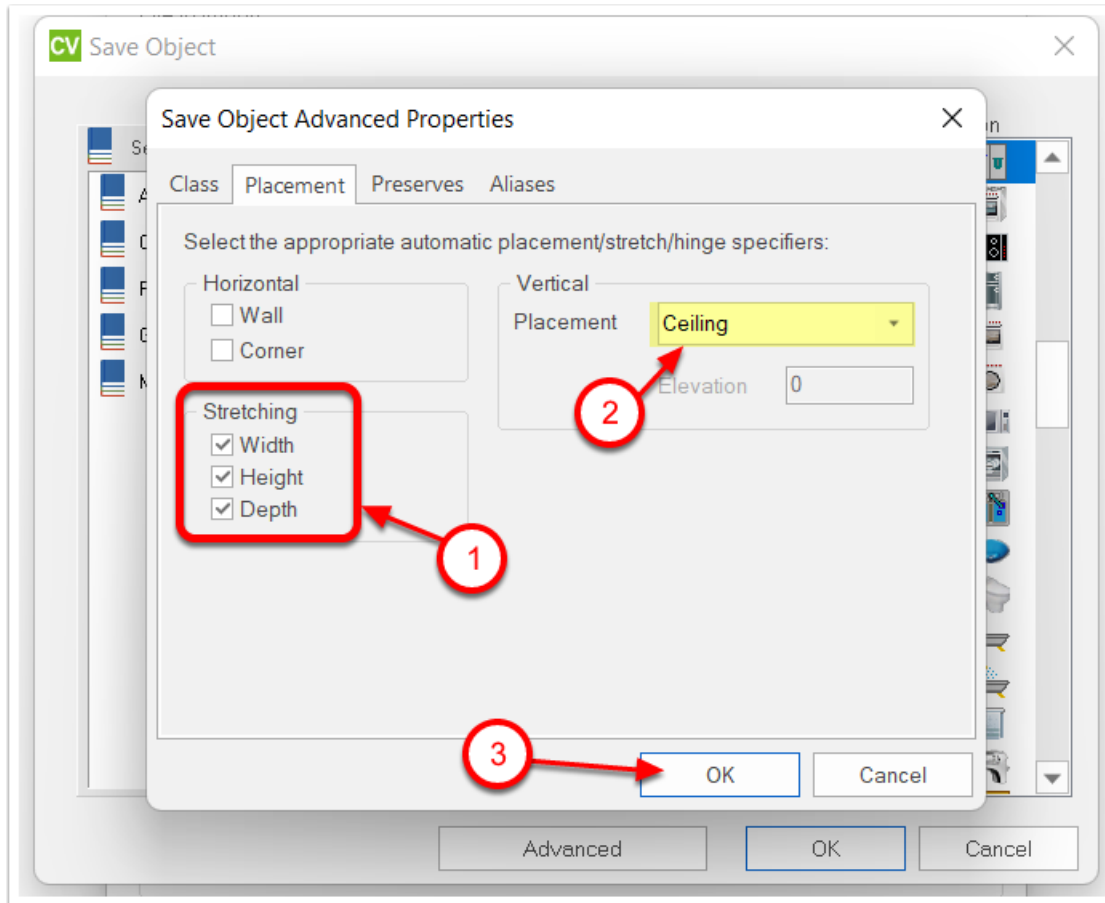 CV Save Object
Save Object Advanced Properties
Class Placement Preserves Aliases
Select the appropriate automatic placement/stretch/hinge specifiers:
Horizontal
Wall
Corner
Vertical
Placement Ceiling
Elevation 0
2
Stretching
Width
Height
Depth
1
3
OK Cancel
Advanced OK Cancel